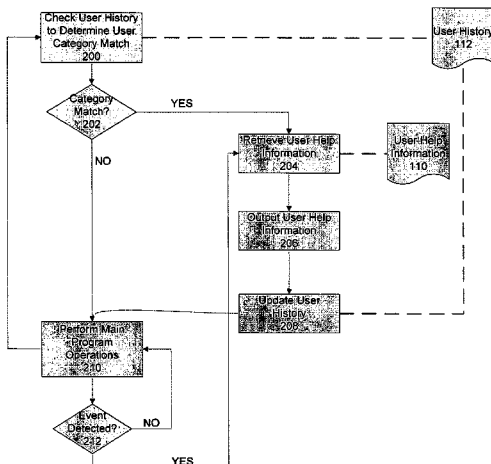 Check User History
to Determine User
Category Match
200
User History
112
Category
Match?
202
YES
NO
Retrieve User Help
Information
204
User Help
Information
110
Output User Help
Information
206
Update User
History
208
Perform Main
Program
Operations
210
Event
Detected?
212
NO
YES